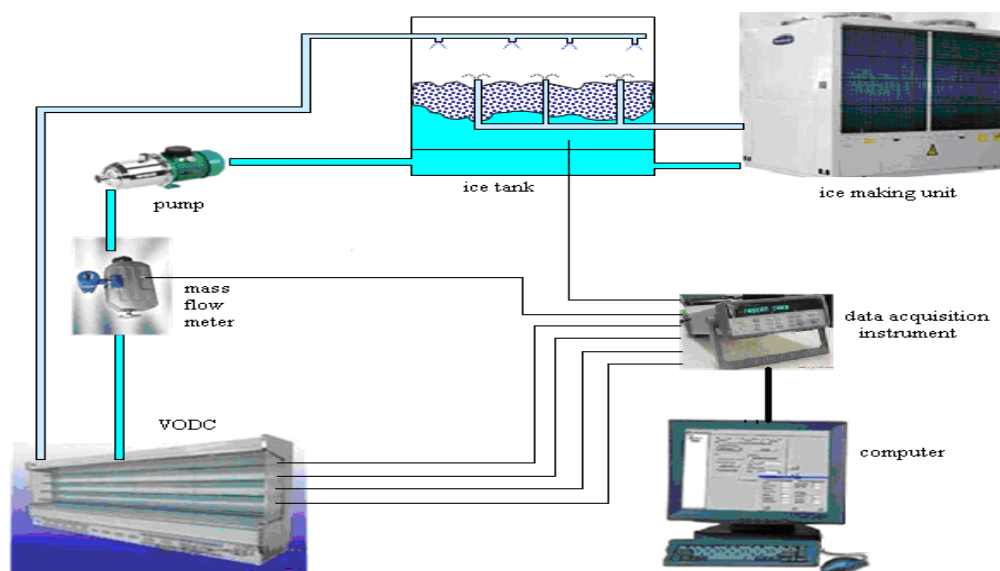 ice tank
ice making unit
pump
mass
flow
meter
data acquisition
instrument
VODC
computer